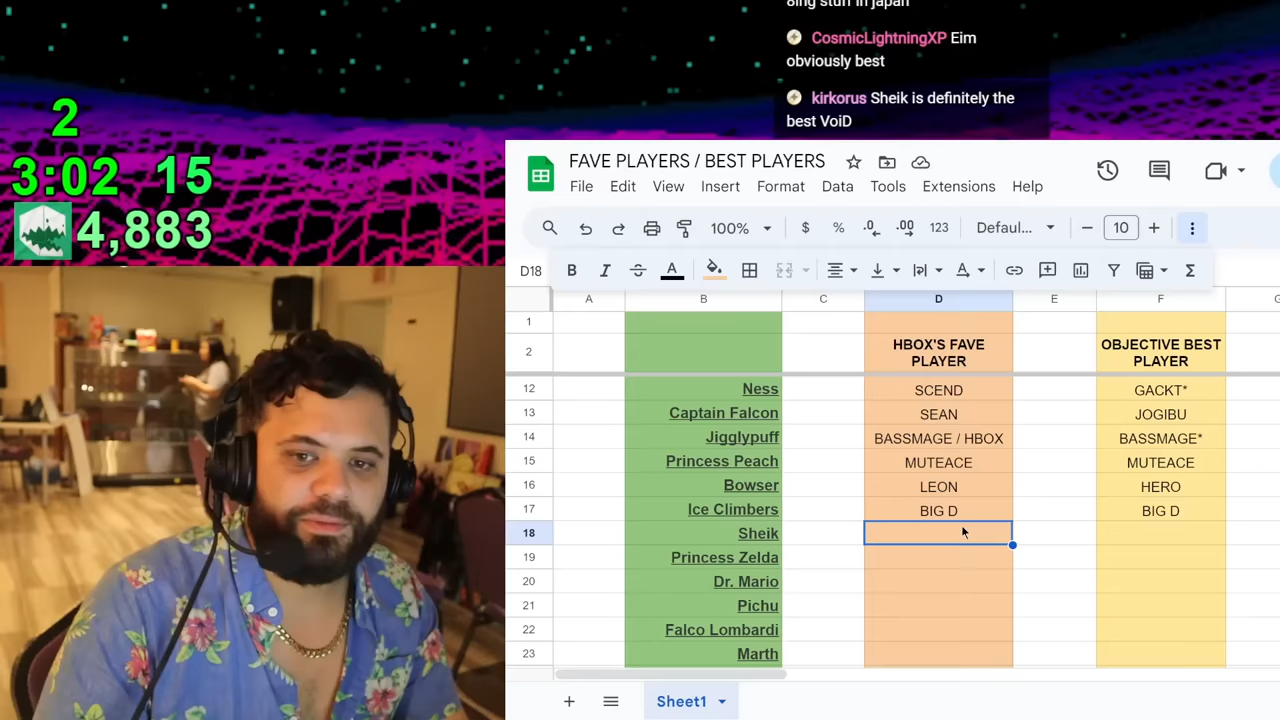 8ing stuff in japan
CosmicLightningXP Eim
obviously best
kirkorus Sheik is definitely the
best VoiD
2
3:02 15
4,883
FAVE PLAYERS / BEST PLAYERS
File Edit View Insert Format Data Tools Extensions Help
100% $ % .0 .00 123 Defaul... 10
D18 B I A
A B C D E F G
1
2 HBOX'S FAVE PLAYER OBJECTIVE BEST PLAYER
12 Ness SCEND GACKT*
13 Captain Falcon SEAN JOGIBU
14 Jigglypuff BASSMAGE / HBOX BASSMAGE*
15 Princess Peach MUTEACE MUTEACE
16 Bowser LEON HERO
17 Ice Climbers BIG D BIG D
18 Sheik
19 Princess Zelda
20 Dr. Mario
21 Pichu
22 Falco Lombardi
23 Marth
Sheet1